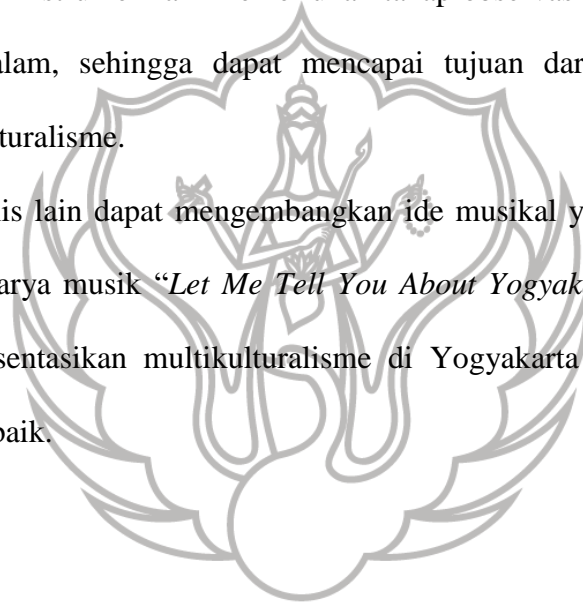 alam, sehingga dapat mencapai tujuan dar
turalisme.
is lain dapat mengembangkan ide musikal y
arya musik “Let Me Tell You About Yogyak
sentasikan multikulturalisme di Yogyakarta
baik.